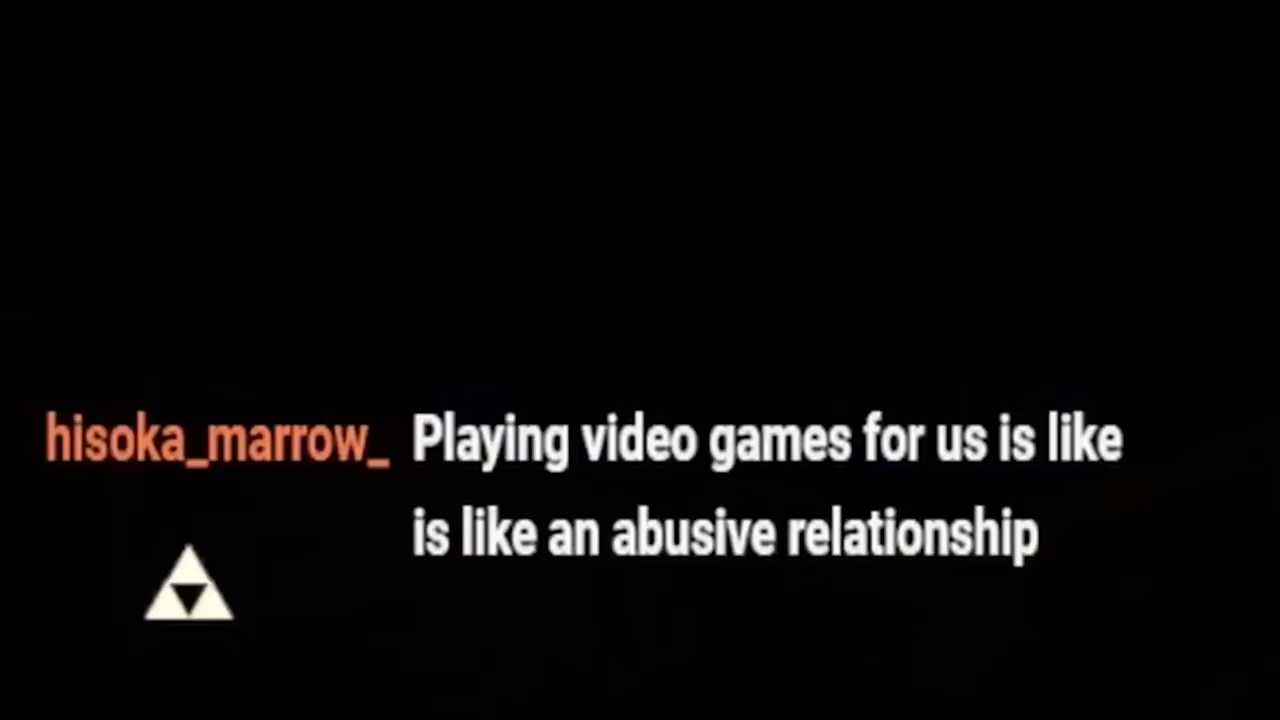 hisoka_marrow_ Playing video games for us is like
is like an abusive relationship